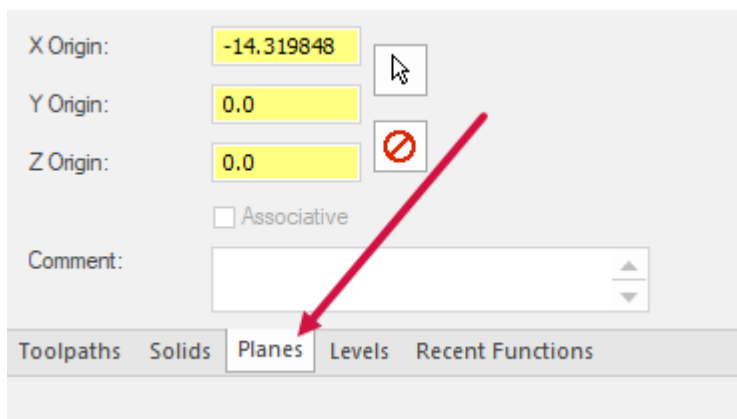 X Origin: -14.319848
Y Origin: 0.0
Z Origin: 0.0
Associative
Comment:
Toolpaths Solids Planes Levels Recent Functions